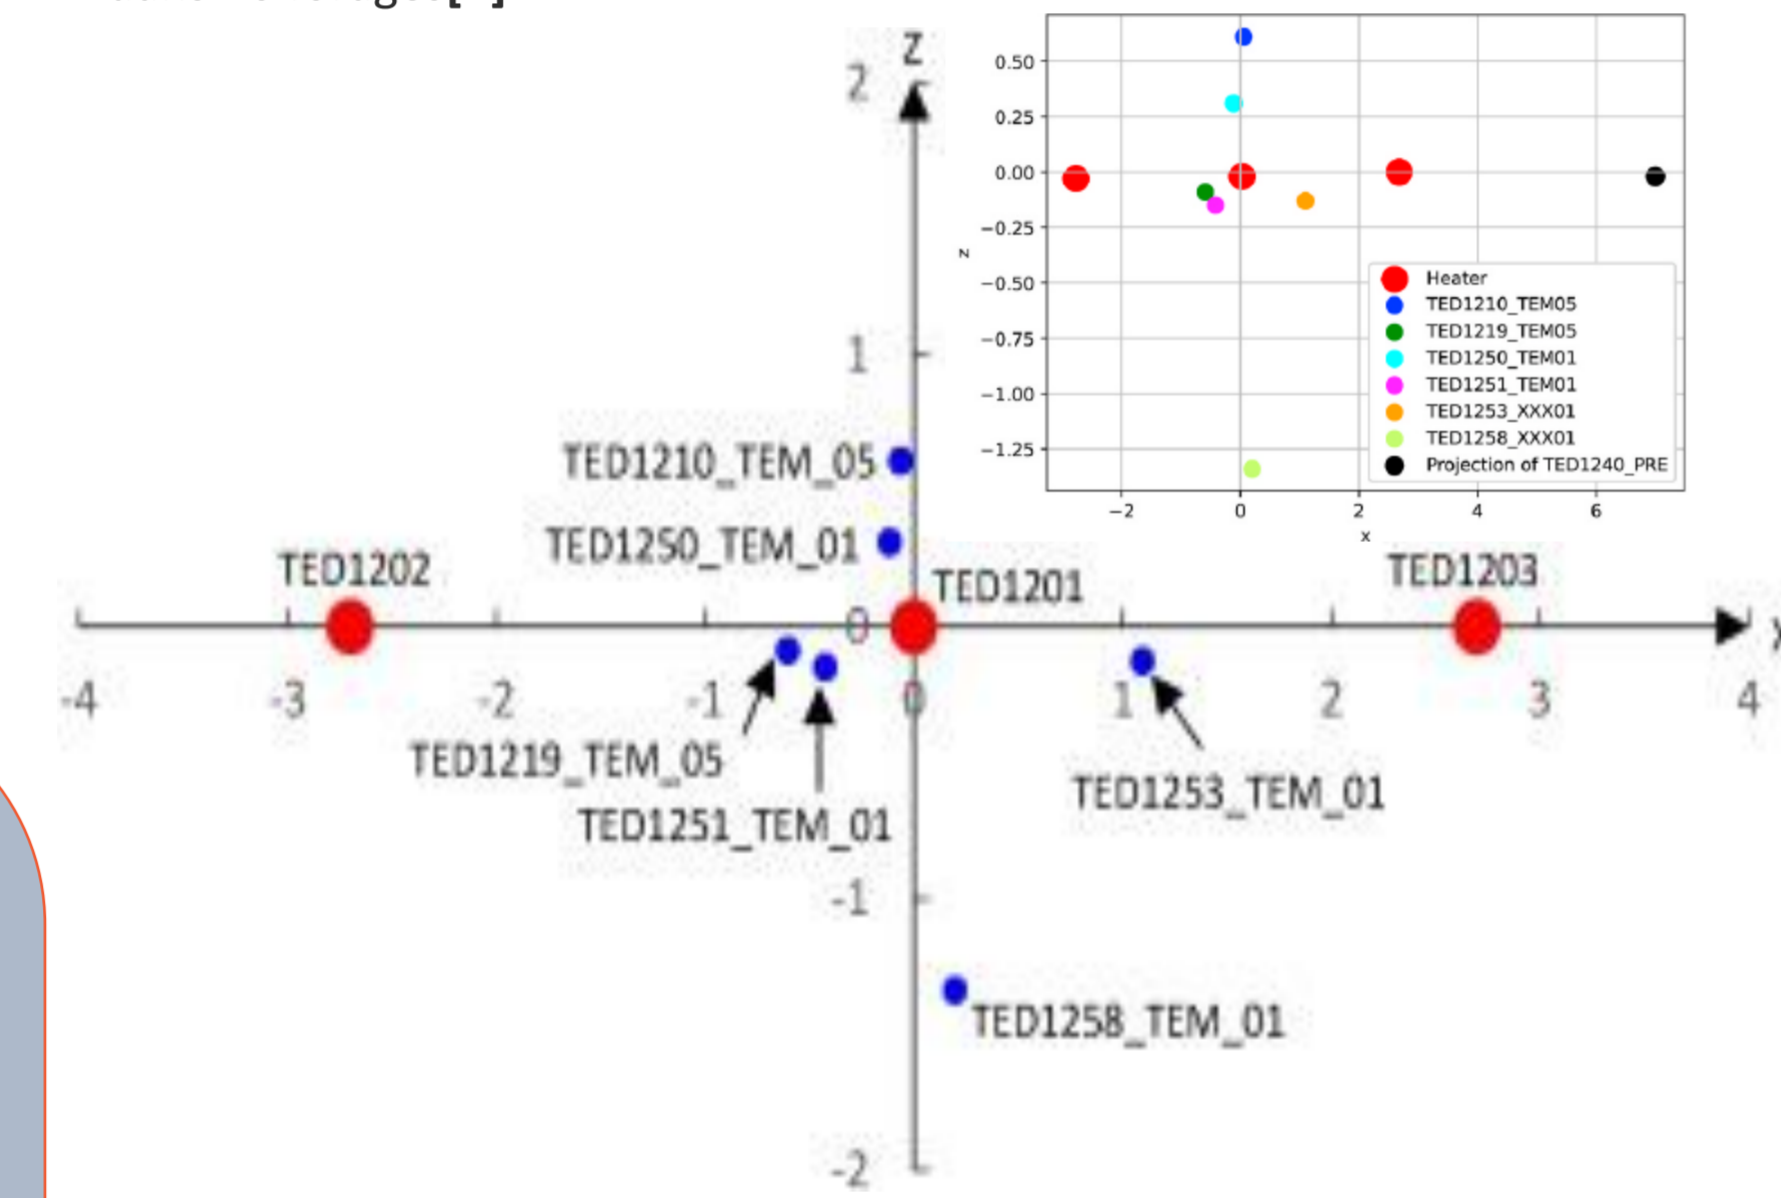 Z
2
1
TED1210_TEM_05
TED1250_TEM_01
TED1202
TED1201
TED1203
0
-4
-3
-2
-1
0
1
2
3
4
TED1219_TEM_05
TED1251_TEM_01
TED1253_TEM_01
-1
TED1258_TEM_01
-2
0.50
0.25
0.00
−0.25
−0.50
−0.75
−1.00
−1.25
z
−2
0
2
4
6
x
Heater
TED1210_TEM05
TED1219_TEM05
TED1250_TEM01
TED1251_TEM01
TED1253_XXX01
TED1258_XXX01
Projection of TED1240_PRE